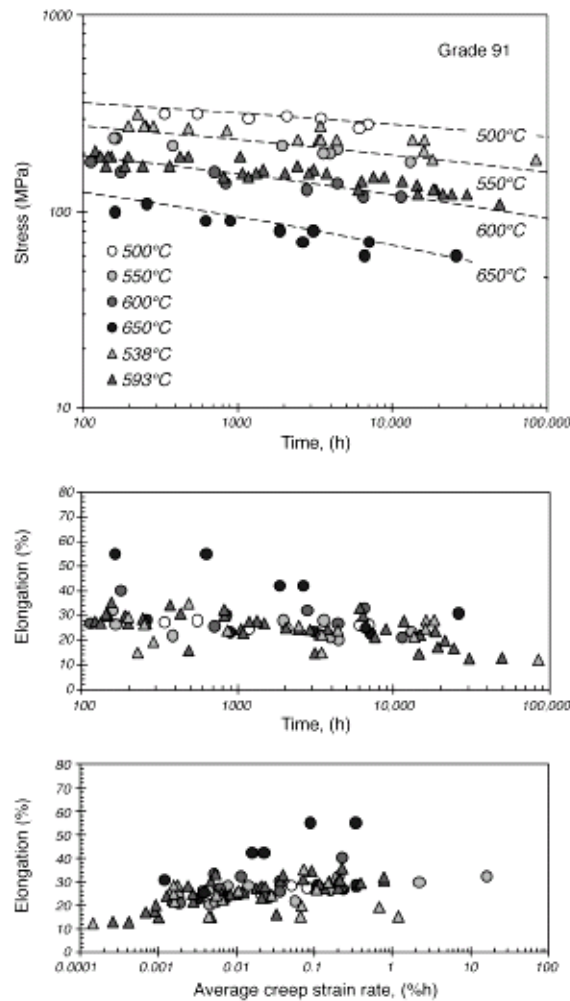 1000
Grade 91
500°C
550°C
Stress (MPa)
100
600°C
500°C
550°C
650°C
600°C
650°C
538°C
593°C
10
100 1000 10,000 100.000
Time, (h)
80
70
60
50
40
30
20
10
0
Elongation (%)
100 1000 10,000 100,000
Time, (h)
80
70
60
50
40
30
20
10
0
Elongation (%)
0.0001 0.001 0.01 0.1 1 10 100
Average creep strain rate, (%h)